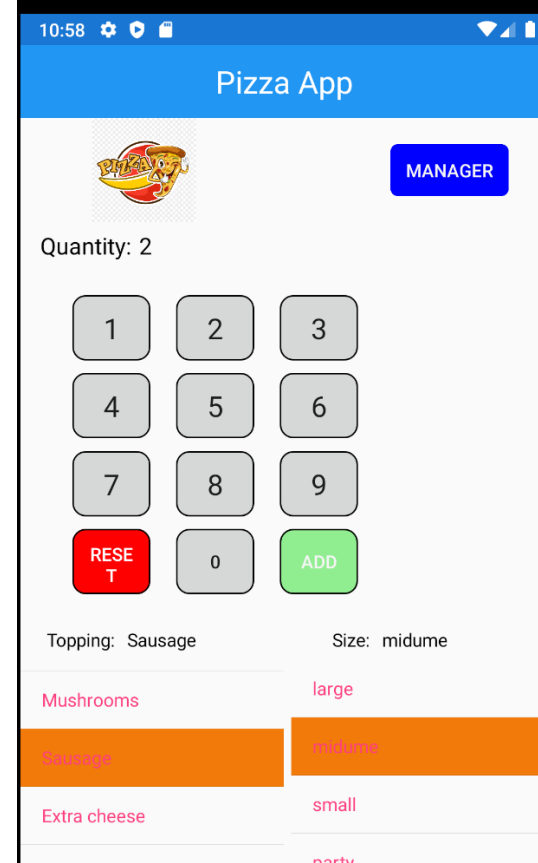 10:58
Pizza App
PIZZA
MANAGER
Quantity: 2
1 2 3
4 5 6
7 8 9
RESE
T
0 ADD
Topping: Sausage Size: midume
large
Mushrooms
midume
Sausage
small
Extra cheese
party